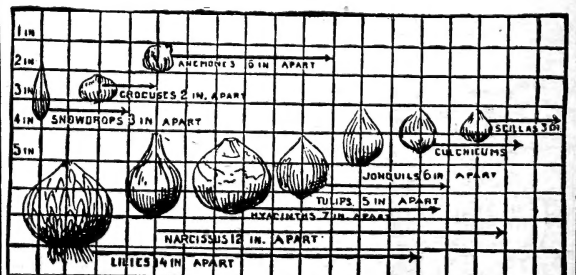 1 IN
2 IN
ANEMONES 6 IN APART
3 IN
CROCUSES 2 IN. APART
4 IN
SNOWDROPS 3 IN APART
SCILLAS 3 IN
CULCHICUMS
5 IN
JONQUILS 6 IN APART
TULIPS. 5 IN APART
HYACINTHS 7 IN. APART
NARCISSUS 12 IN. APART
LILIES 14 IN APART